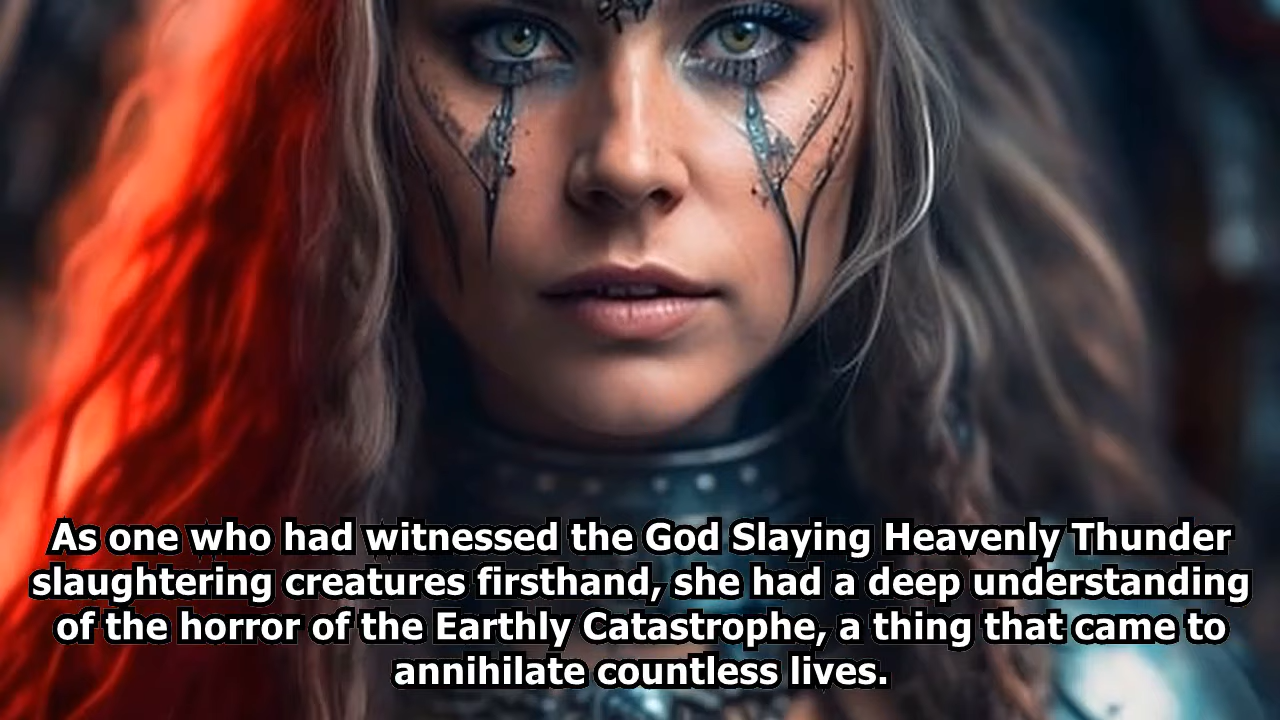 As one who had witnessed the God Slaying Heavenly Thunder
slaughtering creatures firsthand, she had a deep understanding
of the horror of the Earthly Catastrophe, a thing that came to
annihilate countless lives.